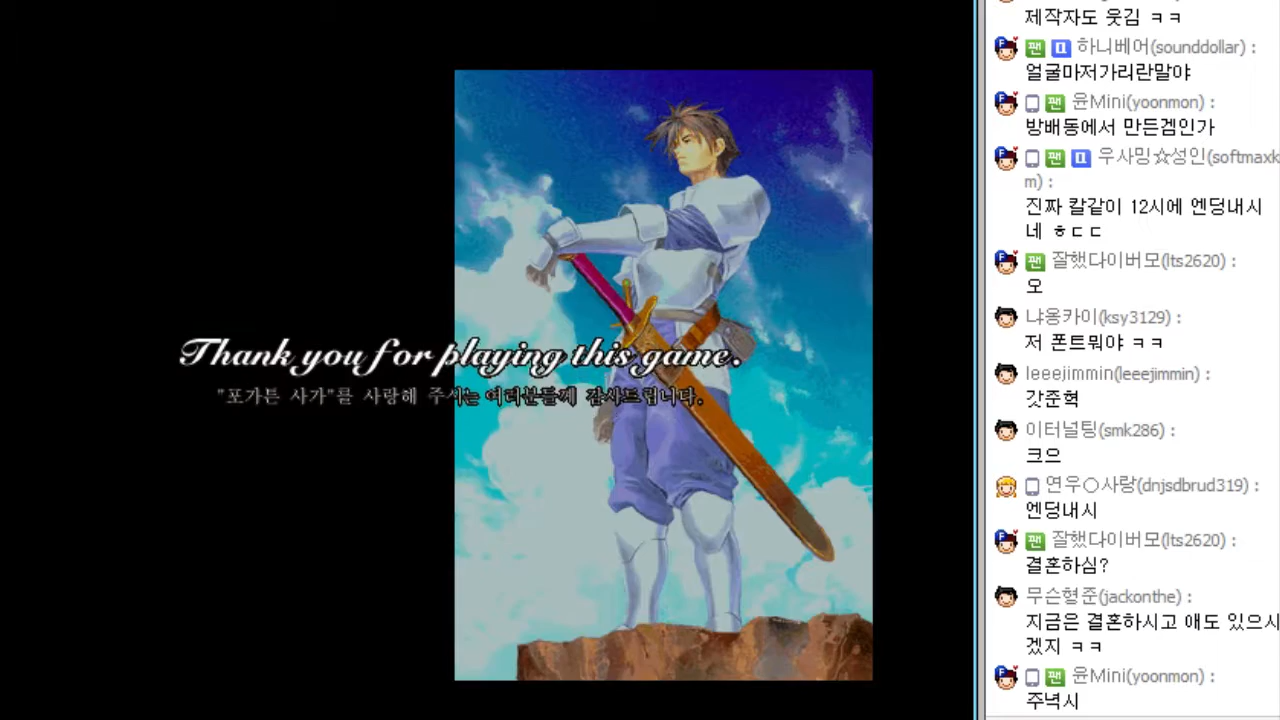 Thank you for playing this game.
"포가튼 사가"를 사랑해 주시는 여러분들께 감사드립니다.
제작자도 웃김 ㅋㅋ
팬 하니베어(sounddollar) :
얼굴마저가리란말야
팬 윤Mini(yoonmon) :
방배동에서 만든겜인가
팬 우사밍☆성인(softmaxk
m) :
진짜 칼같이 12시에 엔딩내시
네 ㅎㄷㄷ
팬 잘했다이버모(lts2620) :
오
냐옹카이(ksy3129) :
저 폰트뭐야 ㅋㅋ
leeejimmin(leeejimmin) :
갓준혁
이터널팅(smk286) :
크으
연우○사랑(dnjsdbrud319) :
엔딩내시
팬 잘했다이버모(lts2620) :
결혼하심?
무슨형준(jackonthe) :
지금은 결혼하시고 애도 있으시
겠지 ㅋㅋ
팬 윤Mini(yoonmon) :
주녁시